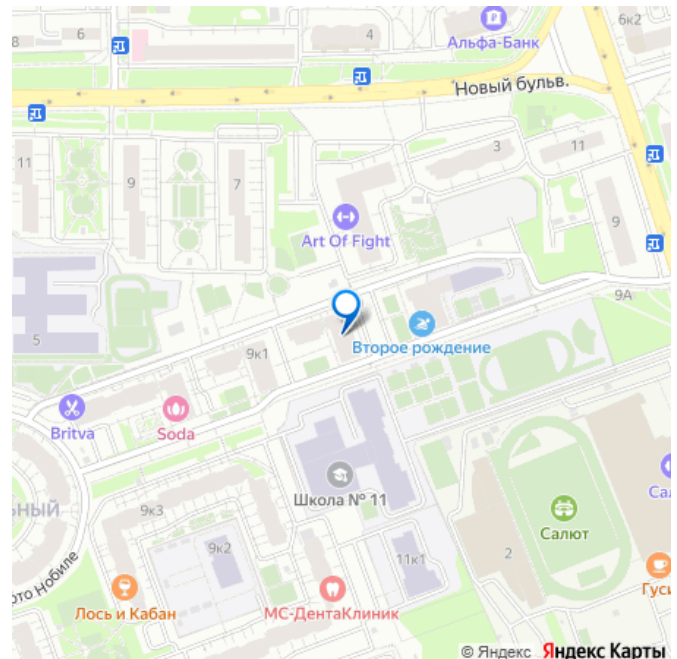 6к2
4
Альфа-Банк
6
8
Новый бульв.
3
11
11
9
7
9
Art Of Fight
9А
5
Второе рождение
9к1
Britva
Soda
Школа № 11
9к3
9к2
Салют
11к1
2
Лось и Кабан
МС-ДентаКлиник
© Яндекс Яндекс Карты